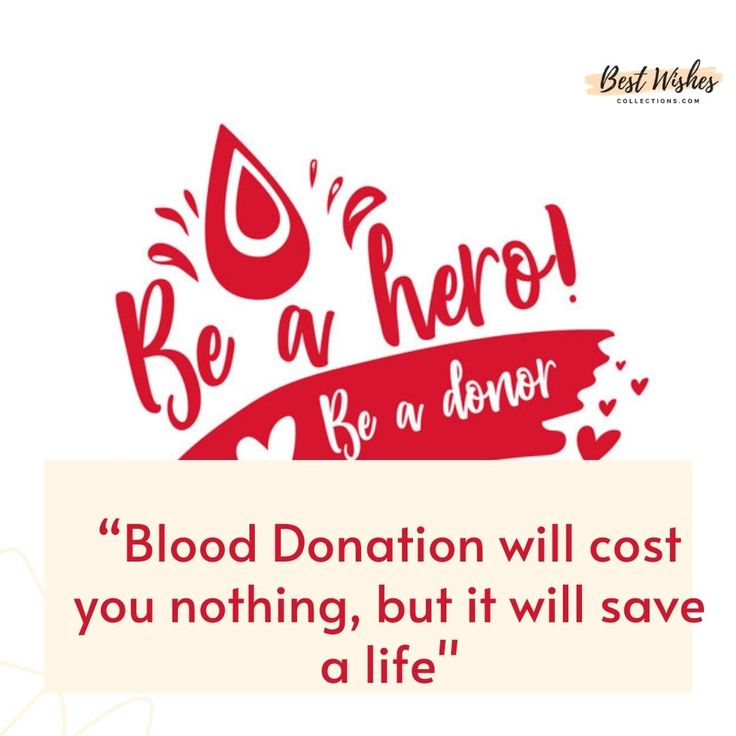 Best Wishes
COLLECTIONS.COM
Be a hero!
Be a donor
“Blood Donation will cost
you nothing, but it will save
a life"